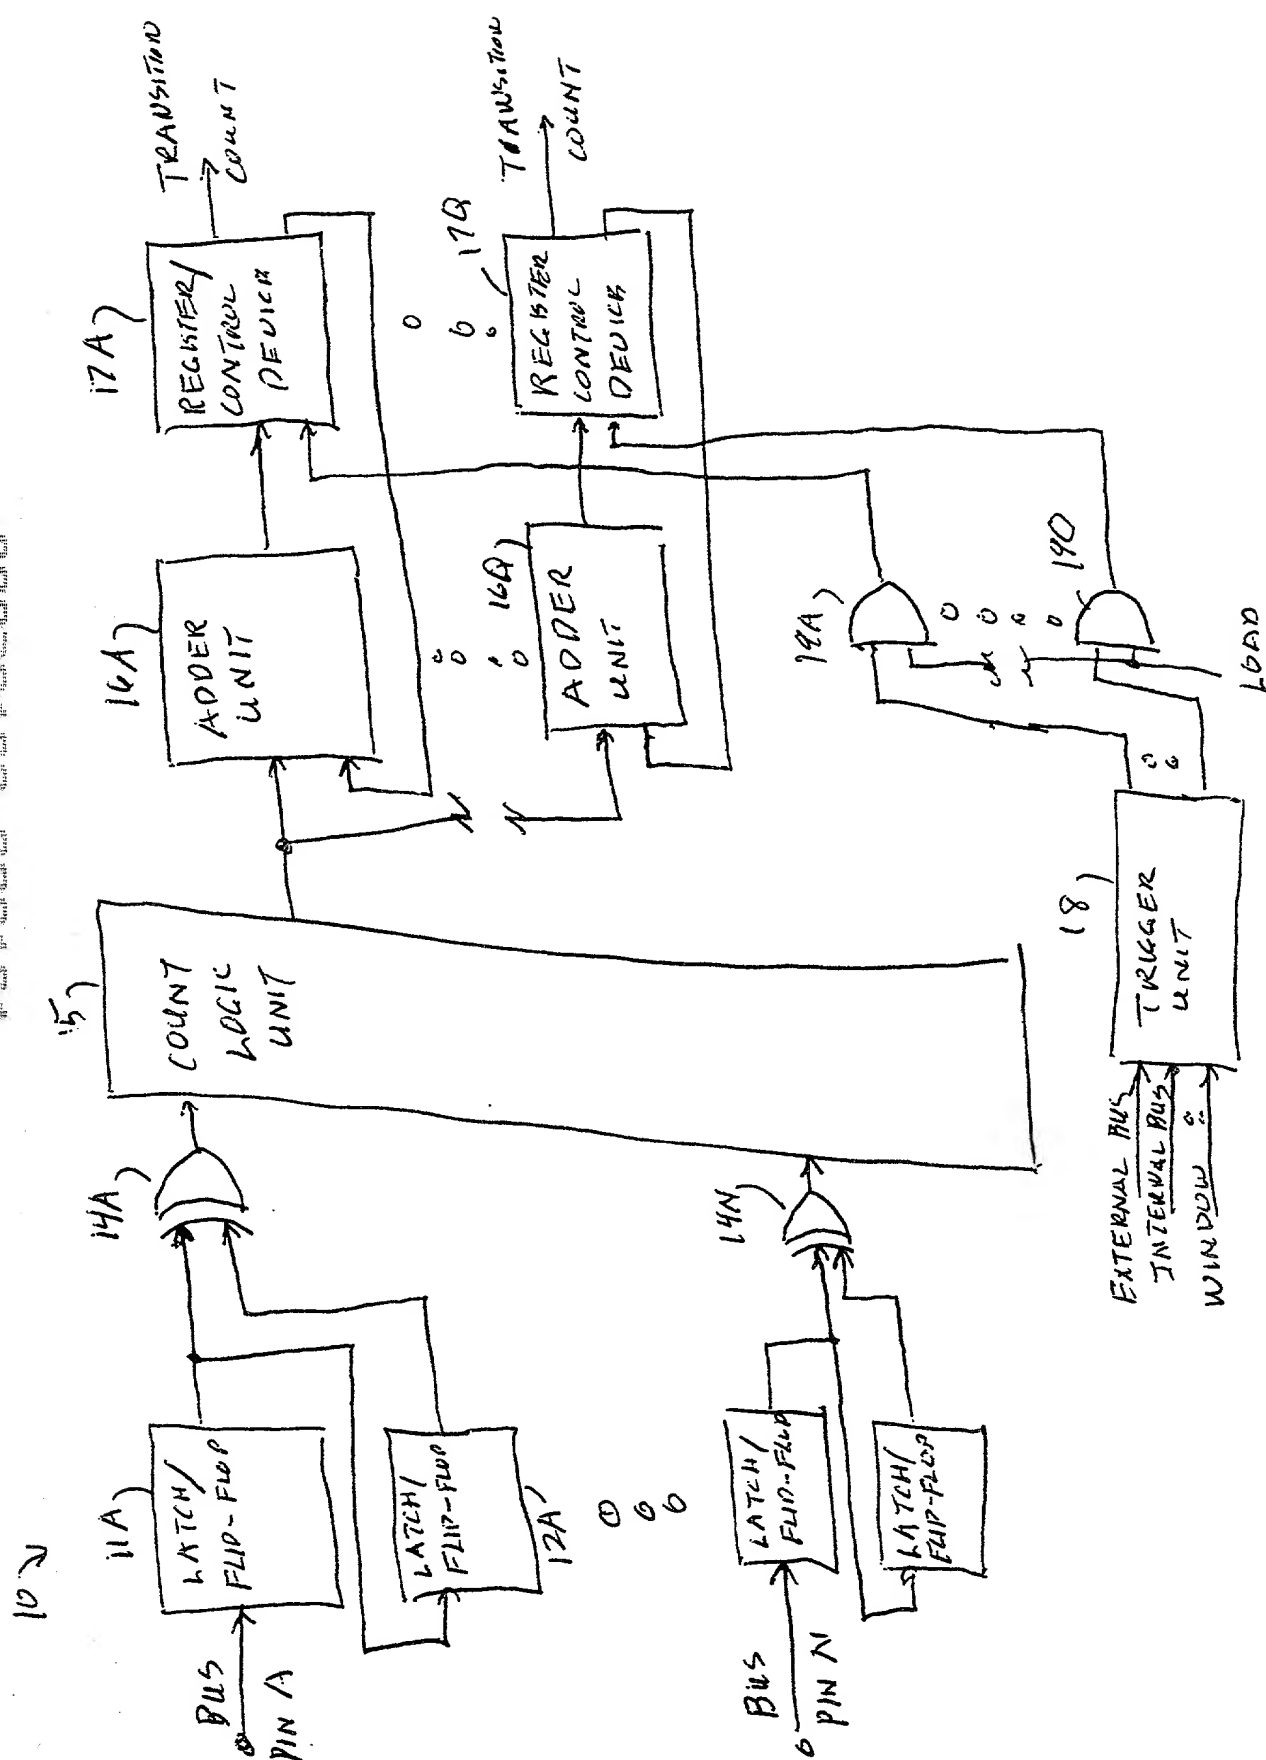 10
11A
LATCH/
FLIP-FLOP
BUS
PIN A
LATCH/
FLIP-FLOP
12A
BUS
PIN N
LATCH/
FLIP-FLOP
LATCH/
FLIP-FLOP
14A
14N
15
COUNT
LOGIC
UNIT
16A
ADDER
UNIT
16Q
ADDER
UNIT
17A
REGISTER/
CONTROL
DEVICE
17Q
REGISTER
CONTROL
DEVICE
TRANSITION
COUNT
TRANSITION
COUNT
18
TRIGGER
UNIT
EXTERNAL BUS
INTERNAL BUS
WINDOW
19A
19Q
LOAD